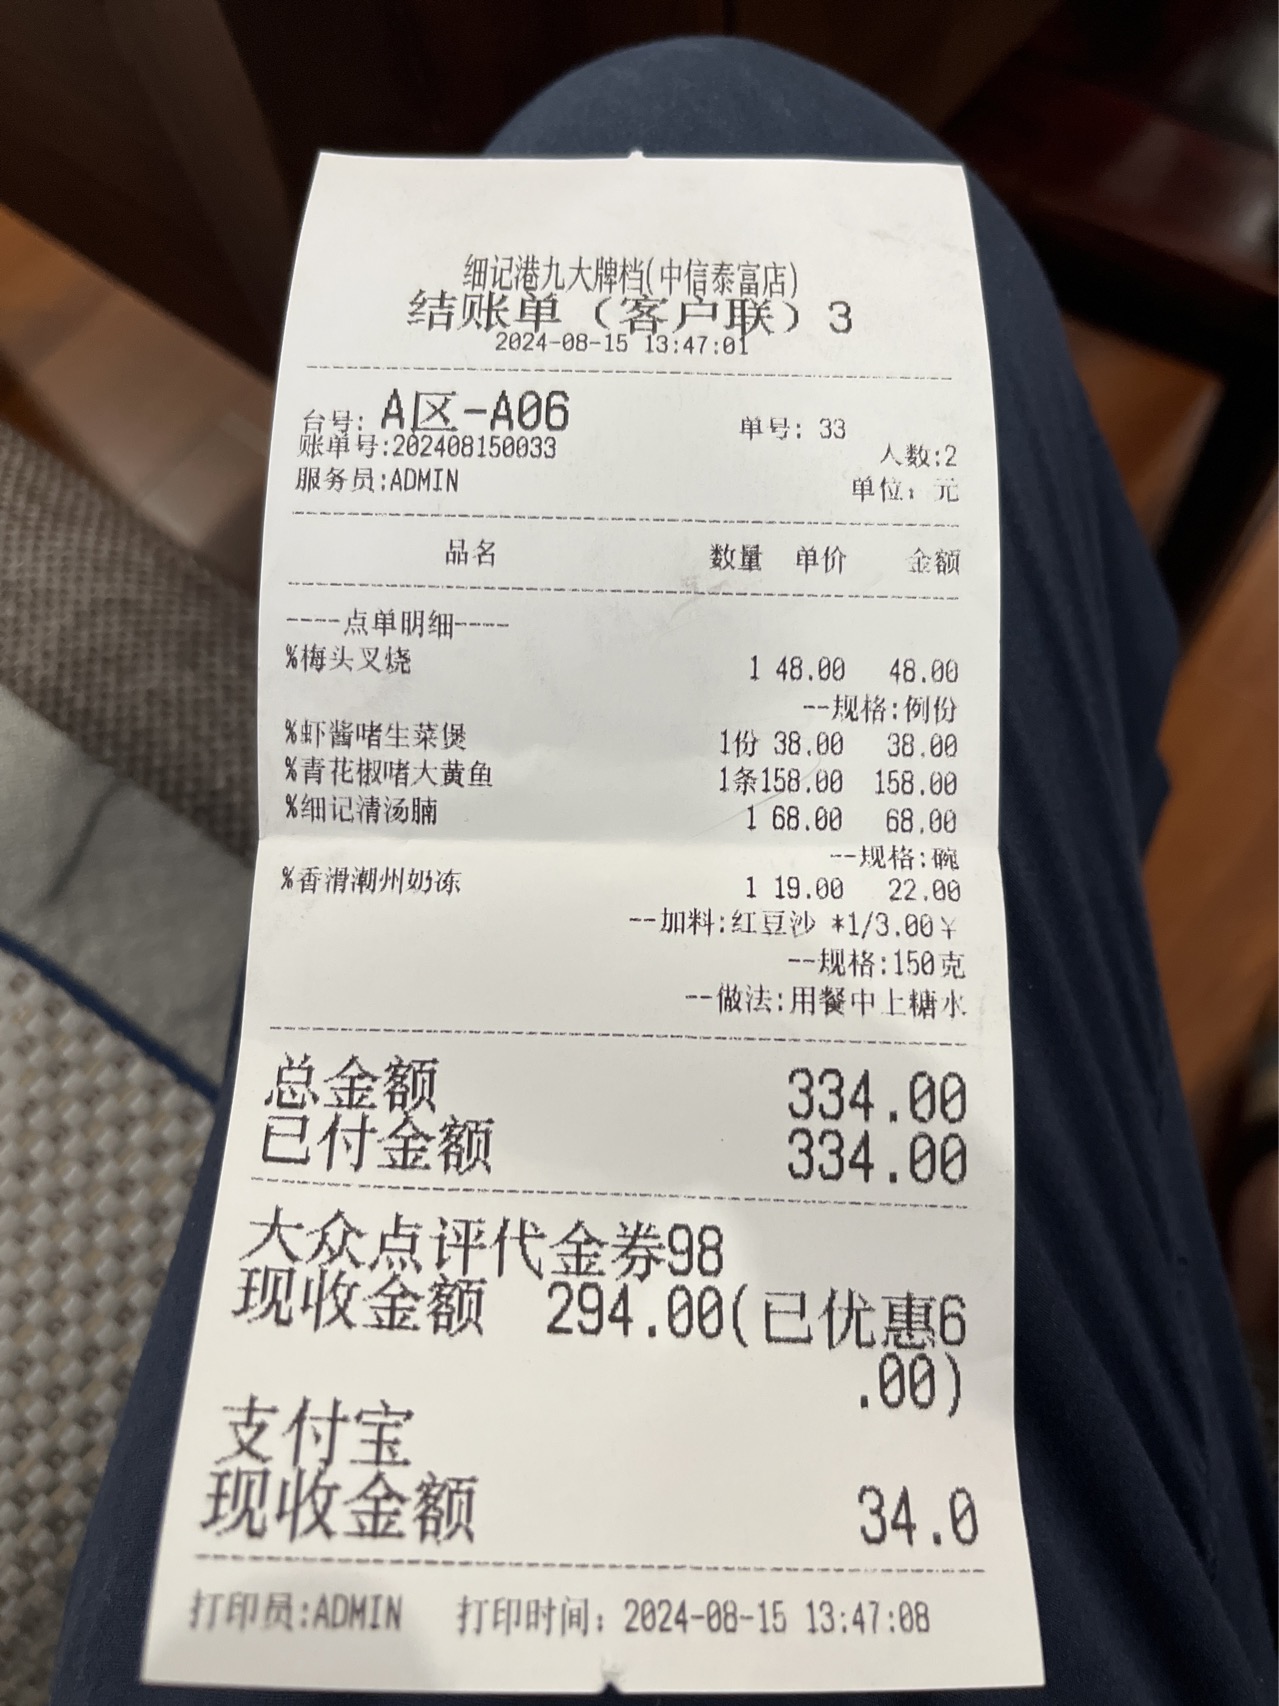 细记港九大牌档(中信泰富店)
结账单（客户联）3
2024-08-15 13:47:01
台号: A区-A06 单号: 33
账单号:202408150033 人数:2
服务员:ADMIN 单位: 元
品名 数量 单价 金额
----点单明细----
%梅头叉烧 1 48.00 48.00
--规格:例份
%虾酱啫生菜煲 1份 38.00 38.00
%青花椒啫大黄鱼 1条158.00 158.00
%细记清汤腩 1 68.00 68.00
--规格:碗
%香滑潮州奶冻 1 19.00 22.00
--加料:红豆沙 *1/3.00￥
--规格:150克
--做法:用餐中上糖水
总金额 334.00
已付金额 334.00
大众点评代金券98
现收金额 294.00(已优惠6
.00)
支付宝
现收金额 34.0
打印员:ADMIN 打印时间: 2024-08-15 13:47:08